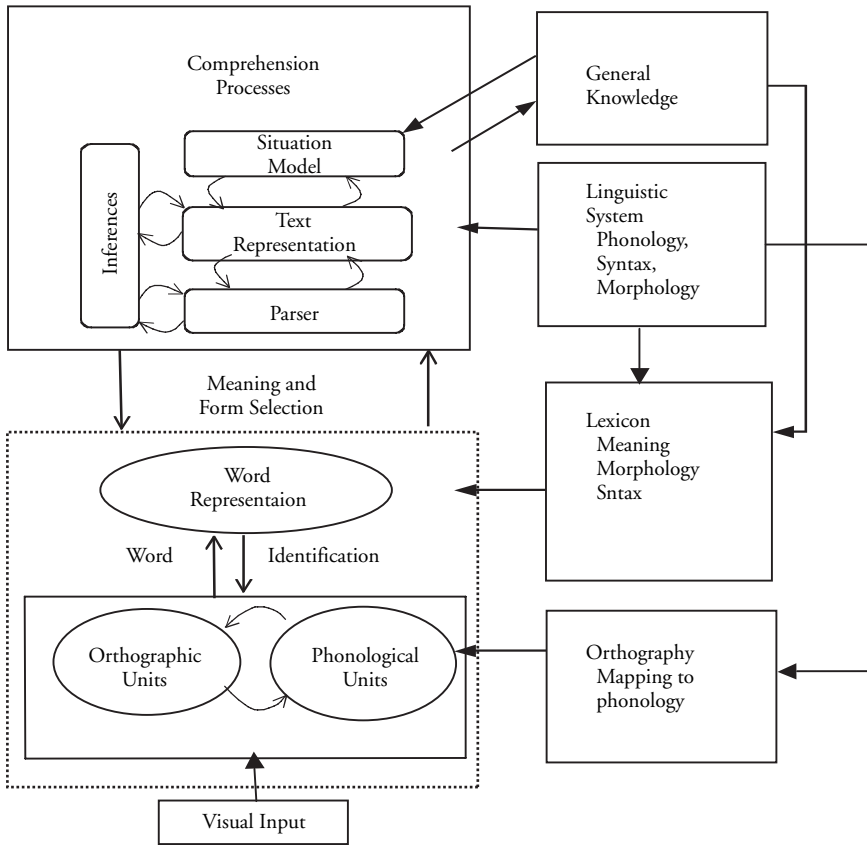 Comprehension
Processes
Situation
Model
Inferences
Text
Representation
Parser
General
Knowledge
Linguistic
System
Phonology,
Syntax,
Morphology
Meaning and
Form Selection
Lexicon
Meaning
Morphology
Sntax
Word
Representaion
Word Identification
Orthographic
Units
Phonological
Units
Orthography
Mapping to
phonology
Visual Input